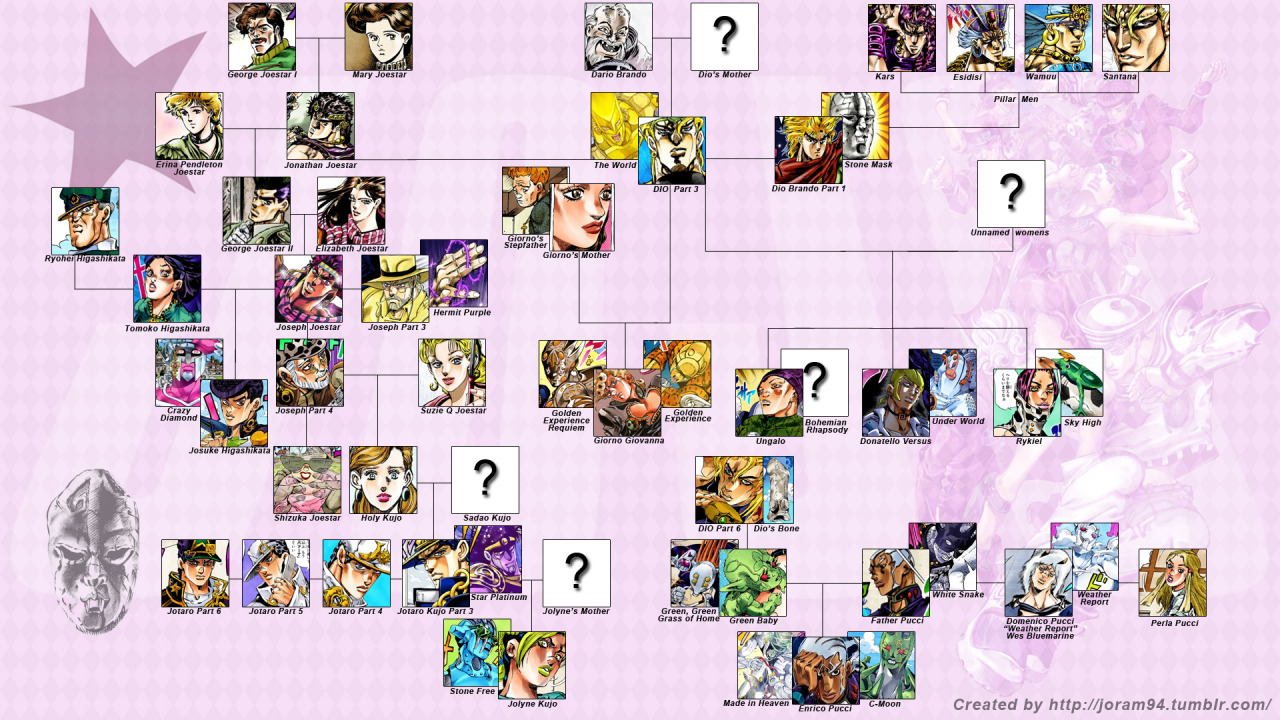 George Joestar I
Mary Joestar
Dario Brando
?
Dio's Mother
Kars
Esidisi
Wamuu
Santana
Pillar Men
Erina Pendleton
Joestar
Jonathan Joestar
The World
DIO Part 3
Dio Brando Part 1
Stone Mask
?
Unnamed womens
Ryohei Higashikata
George Joestar II
Elizabeth Joestar
Giorno's
Stepfather
Giorno's Mother
Tomoko Higashikata
Joseph Joestar
Joseph Part 3
Hermit Purple
Crazy
Diamond
Josuke Higashikata
Joseph Part 4
Suzie Q Joestar
Golden
Experience
Requiem
Giorno Giovanna
Golden
Experience
Ungalo
?
Bohemian
Rhapsody
Donatello Versus
Under World
Rykiel
Sky High
Shizuka Joestar
Holy Kujo
?
Sadao Kujo
DIO Part 6
Dio's Bone
Jotaro Part 6
Jotaro Part 5
Jotaro Part 4
Jotaro Kujo Part 3
Star Platinum
?
Jolyne's Mother
Green, Green
Grass of Home
Green Baby
Father Pucci
White Snake
Domenico Pucci
"Weather Report"
Wes Bluemarine
Weather
Report
Perla Pucci
Stone Free
Jolyne Kujo
Made in Heaven
Enrico Pucci
C-Moon
Created by http://joram94.tumblr.com/